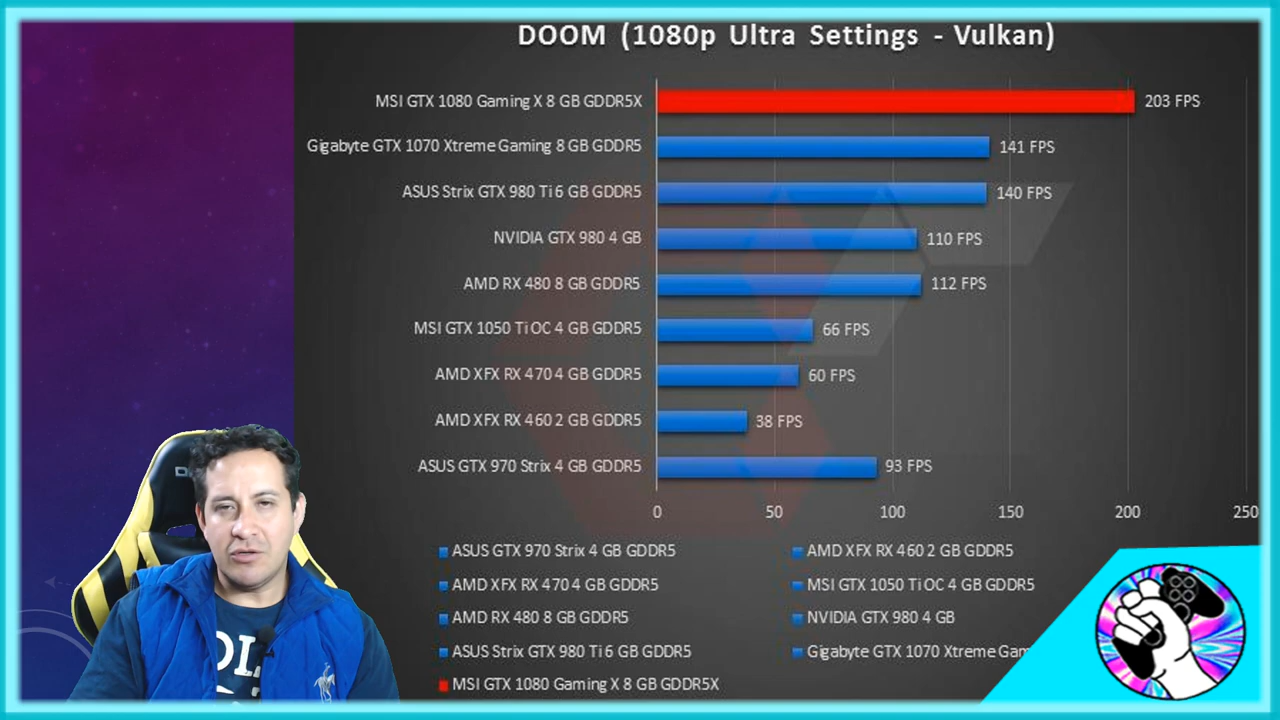 DOOM (1080p Ultra Settings - Vulkan)
MSI GTX 1080 Gaming X 8 GB GDDR5X 203 FPS
Gigabyte GTX 1070 Xtreme Gaming 8 GB GDDR5 141 FPS
ASUS Strix GTX 980 Ti 6 GB GDDR5 140 FPS
NVIDIA GTX 980 4 GB 110 FPS
AMD RX 480 8 GB GDDR5 112 FPS
MSI GTX 1050 Ti OC 4 GB GDDR5 66 FPS
AMD XFX RX 470 4 GB GDDR5 60 FPS
AMD XFX RX 460 2 GB GDDR5 38 FPS
ASUS GTX 970 Strix 4 GB GDDR5 93 FPS
0 50 100 150 200 250
ASUS GTX 970 Strix 4 GB GDDR5 AMD XFX RX 460 2 GB GDDR5
AMD XFX RX 470 4 GB GDDR5 MSI GTX 1050 Ti OC 4 GB GDDR5
AMD RX 480 8 GB GDDR5 NVIDIA GTX 980 4 GB
ASUS Strix GTX 980 Ti 6 GB GDDR5 Gigabyte GTX 1070 Xtreme
MSI GTX 1080 Gaming X 8 GB GDDR5X